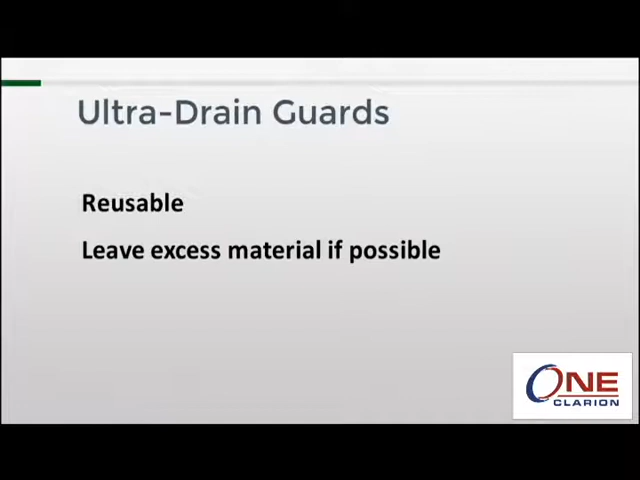 Ultra-Drain Guards
Reusable
Leave excess material if possible
ONE
CLARION